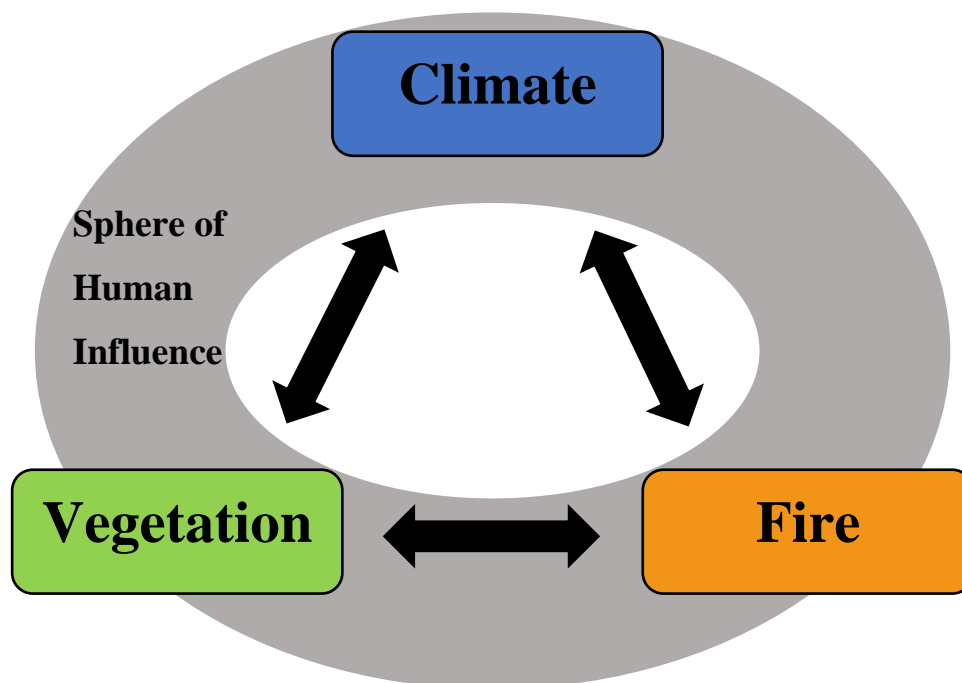 Climate
Sphere of
Human
Influence
Vegetation
Fire